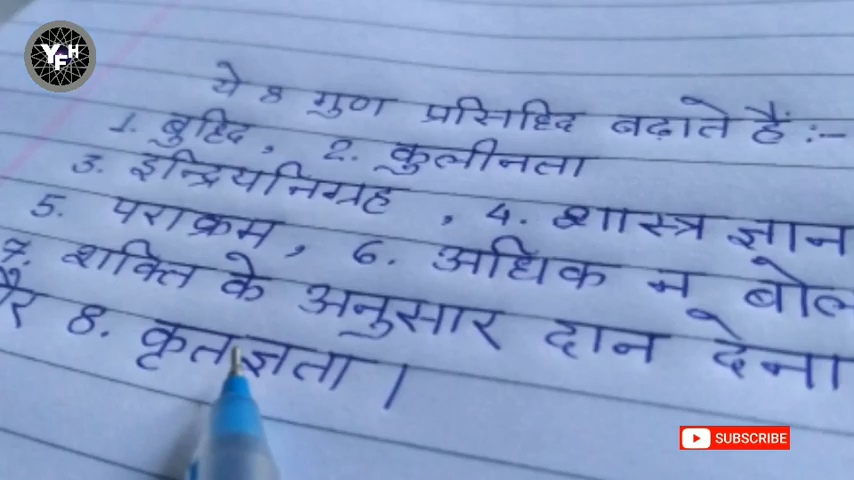 YFH
ये 8 गुण प्रसिद्धि बढ़ाते हैं :-
1. बुद्धि, 2. कुलीनता
3. इन्द्रियनिग्रह, 4. शास्त्र ज्ञान
5. पराक्रम, 6. अधिक न बोल
7. शक्ति के अनुसार दान देना
8. कृतज्ञता।
SUBSCRIBE